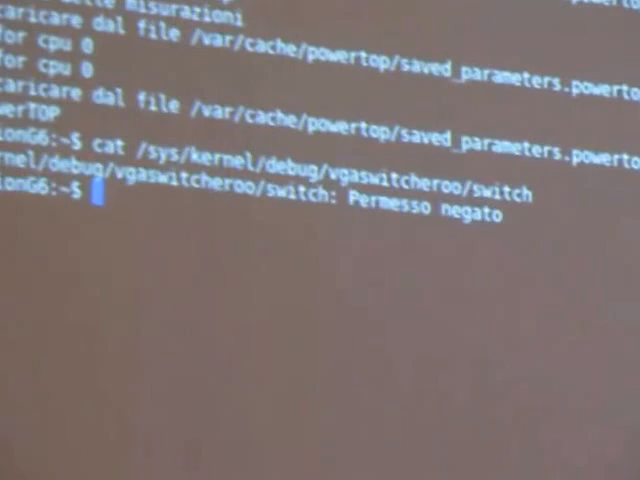 delle misurazioni
caricare dal file /var/cache/powertop/saved_parameters.powerto
for cpu 0
for cpu 0
caricare dal file /var/cache/powertop/saved_parameters.powerto
werTOP
ionG6:~$ cat /sys/kernel/debug/vgaswitcheroo/switch
rnel/debug/vgaswitcheroo/switch: Permesso negato
ionG6:~$